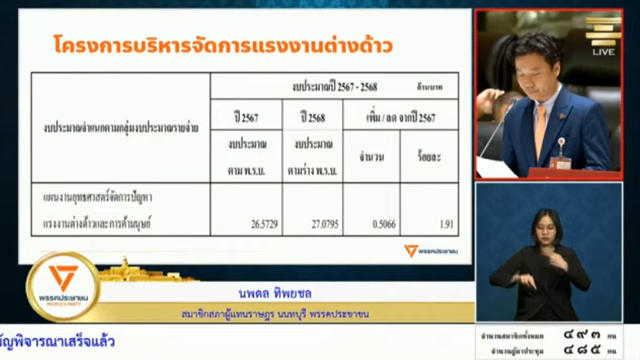 โครงการบริหารจัดการแรงงานต่างด้าว
งบประมาณปี 2567 - 2568 ล้านบาท
งบประมาณจำแนกตามกลุ่มงบประมาณรายจ่าย
ปี 2567 ปี 2568 เพิ่ม / ลด จากปี 2567
งบประมาณ
ตาม พ.ร.บ.
งบประมาณ
ตามร่าง พ.ร.บ.
จำนวน ร้อยละ
แผนงานยุทธศาสตร์จัดการปัญหา
แรงงานต่างด้าวและการค้ามนุษย์ 26.5729 27.0795 0.5066 1.91
พรรคประชาชน
LIVE
พรรคประชาชน
PEOPLE'S PARTY
นพดล ทิพยชล
สมาชิกสภาผู้แทนราษฎร นนทบุรี พรรคประชาชน
ัญพิจารณาเสร็จแล้ว
จำนวนสมาชิกทั้งหมด ๔๙๓ คน
จำนวนผู้มาประชุม ๔๘๕ คน